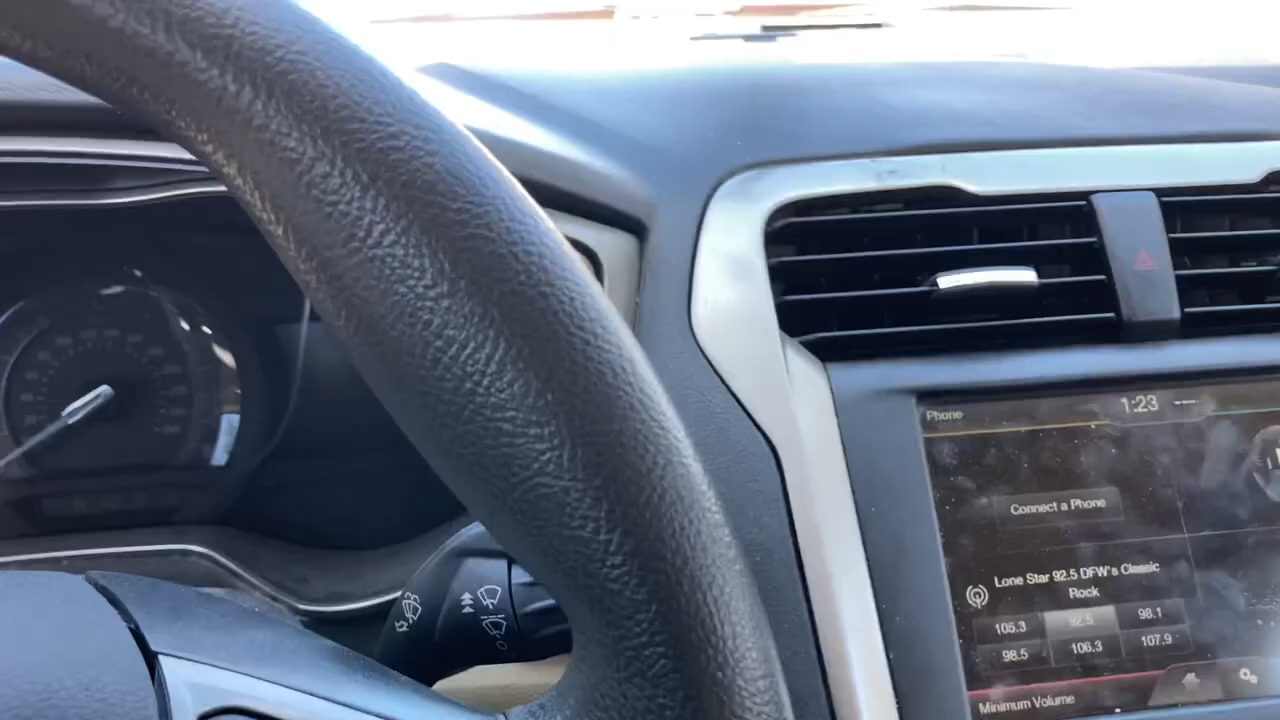 Phone
1:23
Connect a Phone
Lone Star 92.5 DFW's Classic
Rock
105.3 92.5 98.1
98.5 106.3 107.9
Minimum Volume